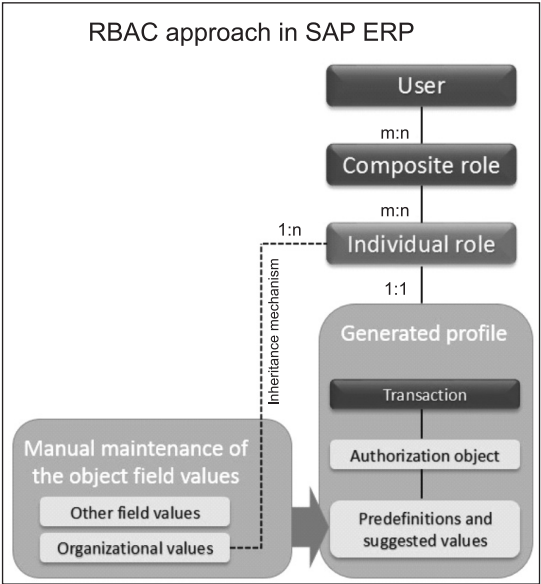 RBAC approach in SAP ERP
User
m:n
Composite role
m:n
1:n
Individual role
Inheritance mechanism
1:1
Generated profile
Transaction
Manual maintenance of
the object field values
Authorization object
Other field values
Predefinitions and
suggested values
Organizational values